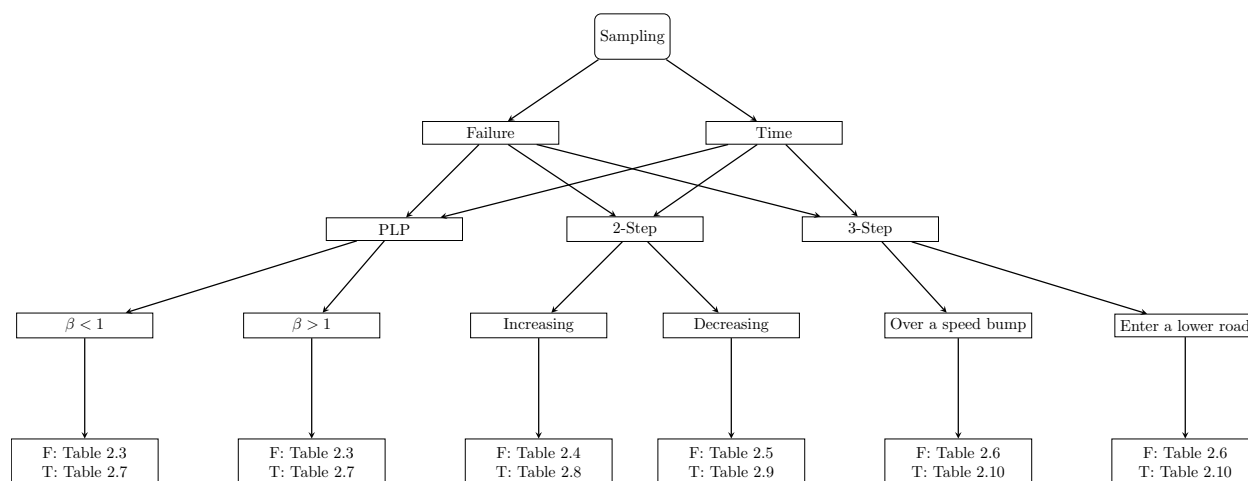 Sampling
Failure
Time
PLP
2-Step
3-Step
β < 1
β > 1
Increasing
Decreasing
Over a speed bump
Enter a lower road
F: Table 2.3
T: Table 2.7
F: Table 2.3
T: Table 2.7
F: Table 2.4
T: Table 2.8
F: Table 2.5
T: Table 2.9
F: Table 2.6
T: Table 2.10
F: Table 2.6
T: Table 2.10